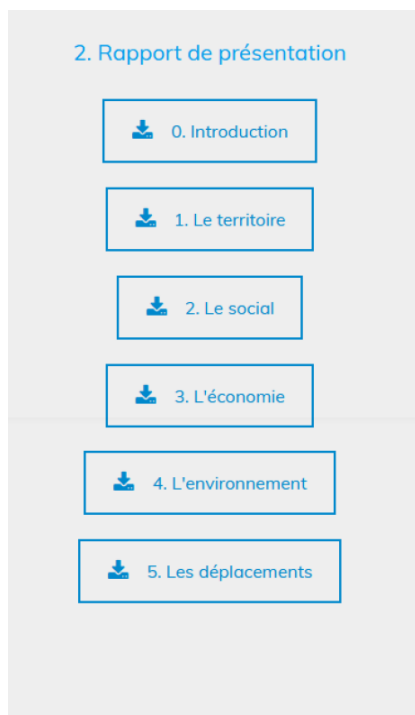 2. Rapport de présentation
0. Introduction
1. Le territoire
2. Le social
3. L'économie
4. L'environnement
5. Les déplacements